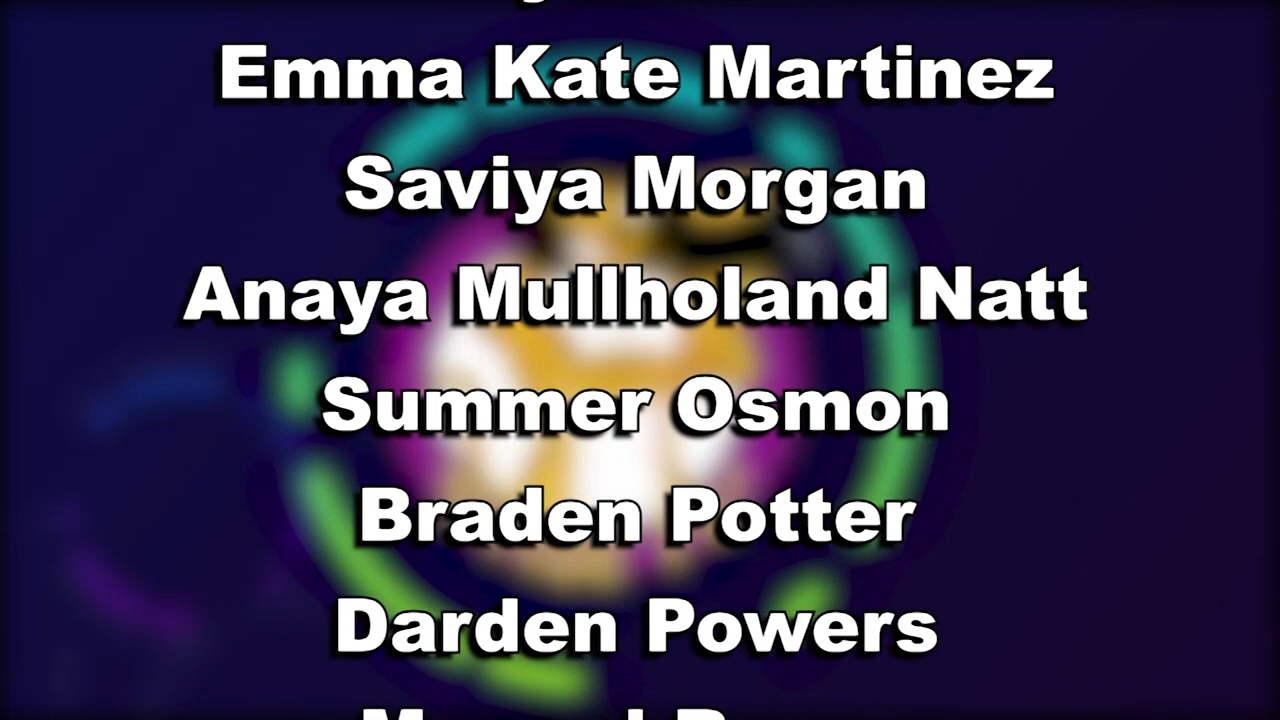 Emma Kate Martinez
Saviya Morgan
Anaya Mullholand Natt
Summer Osmon
Braden Potter
Darden Powers